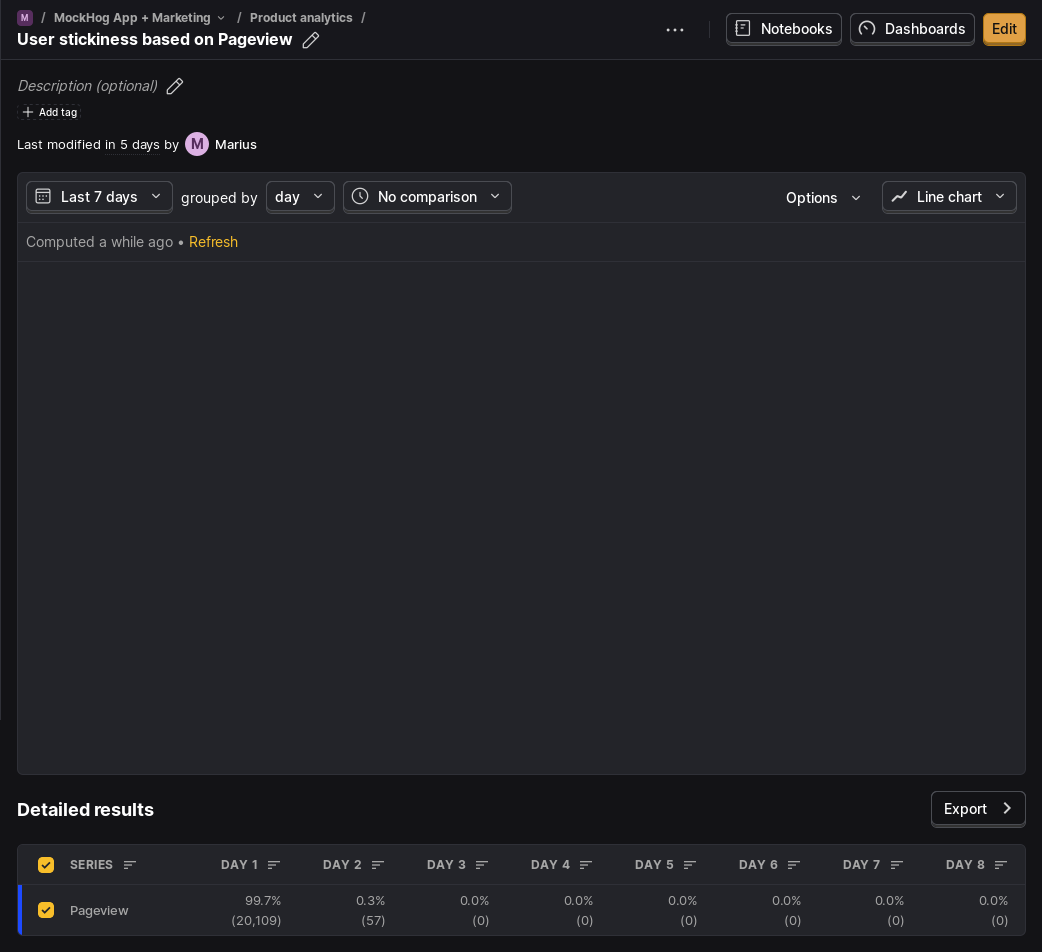 M / MockHog App + Marketing / Product analytics /
User stickiness based on Pageview
Notebooks
Dashboards
Edit
Description (optional)
Add tag
Last modified in 5 days by M Marius
Last 7 days grouped by day No comparison Options Line chart
Computed a while ago • Refresh
Detailed results
Export
SERIES DAY 1 DAY 2 DAY 3 DAY 4 DAY 5 DAY 6 DAY 7 DAY 8
Pageview
99.7% 0.3% 0.0% 0.0% 0.0% 0.0% 0.0% 0.0%
(20,109) (57) (0) (0) (0) (0) (0) (0)